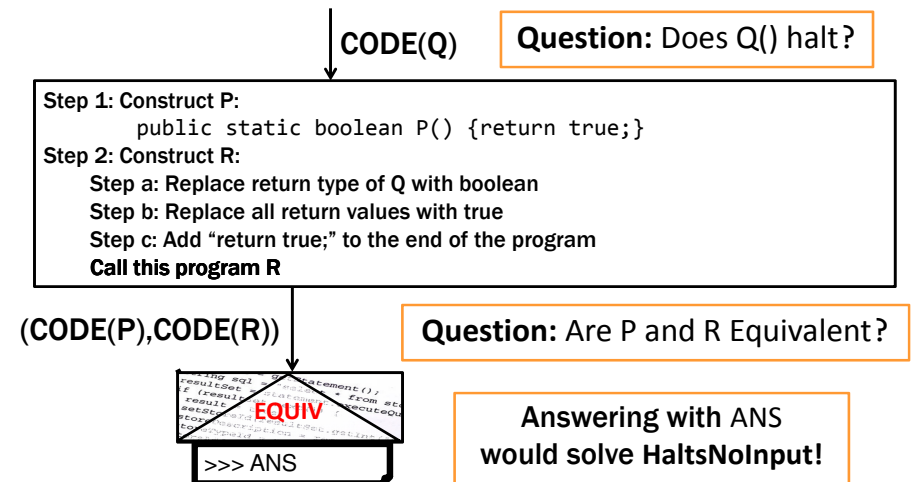 CODE(Q)
Question: Does Q() halt?
Step 1: Construct P:
public static boolean P() {return true;}
Step 2: Construct R:
Step a: Replace return type of Q with boolean
Step b: Replace all return values with true
Step c: Add “return true;” to the end of the program
Call this program R
(CODE(P),CODE(R))
Question: Are P and R Equivalent?
EQUIV
>>> ANS
Answering with ANS
would solve HaltsNoInput!